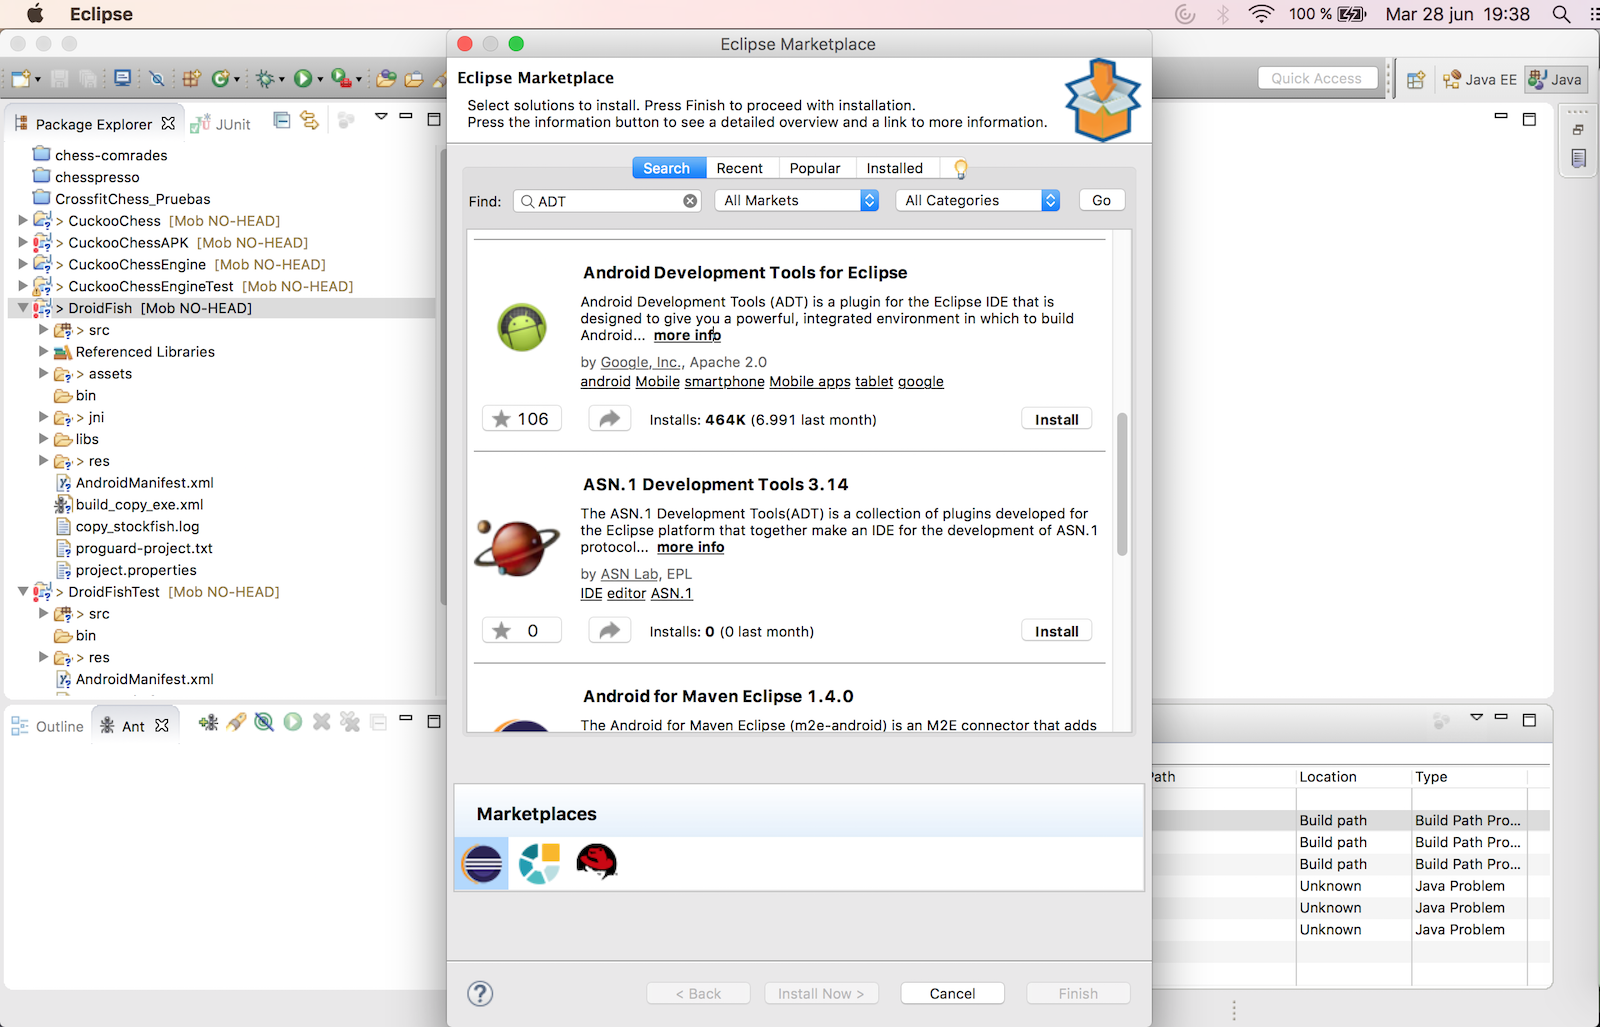 Eclipse
100 %
Mar 28 jun 19:38
Eclipse Marketplace
Quick Access
Java EE
Java
Package Explorer
JUnit
chess-comrades
chesspresso
CrossfitChess_Pruebas
> CuckooChess [Mob NO-HEAD]
> CuckooChessAPK [Mob NO-HEAD]
> CuckooChessEngine [Mob NO-HEAD]
> CuckooChessEngineTest [Mob NO-HEAD]
> DroidFish [Mob NO-HEAD]
> src
Referenced Libraries
> assets
bin
> jni
libs
> res
AndroidManifest.xml
build_copy_exe.xml
copy_stockfish.log
proguard-project.txt
project.properties
> DroidFishTest [Mob NO-HEAD]
> src
bin
> res
AndroidManifest.xml
Outline
Ant
Eclipse Marketplace
Select solutions to install. Press Finish to proceed with installation.
Press the information button to see a detailed overview and a link to more information.
Search
Recent
Popular
Installed
Find:
ADT
All Markets
All Categories
Go
Android Development Tools for Eclipse
Android Development Tools (ADT) is a plugin for the Eclipse IDE that is
designed to give you a powerful, integrated environment in which to build
Android... more info
by Google, Inc., Apache 2.0
android Mobile smartphone Mobile apps tablet google
106
Installs: 464K (6.991 last month)
Install
ASN.1 Development Tools 3.14
The ASN.1 Development Tools(ADT) is a collection of plugins developed for
the Eclipse platform that together make an IDE for the development of ASN.1
protocol... more info
by ASN Lab, EPL
IDE editor ASN.1
0
Installs: 0 (0 last month)
Install
Android for Maven Eclipse 1.4.0
The Android for Maven Eclipse (m2e-android) is an M2E connector that adds
Marketplaces
?
< Back
Install Now >
Cancel
Finish
ath
Location
Type
Build path
Build Path Pro...
Build path
Build Path Pro...
Build path
Build Path Pro...
Unknown
Java Problem
Unknown
Java Problem
Unknown
Java Problem